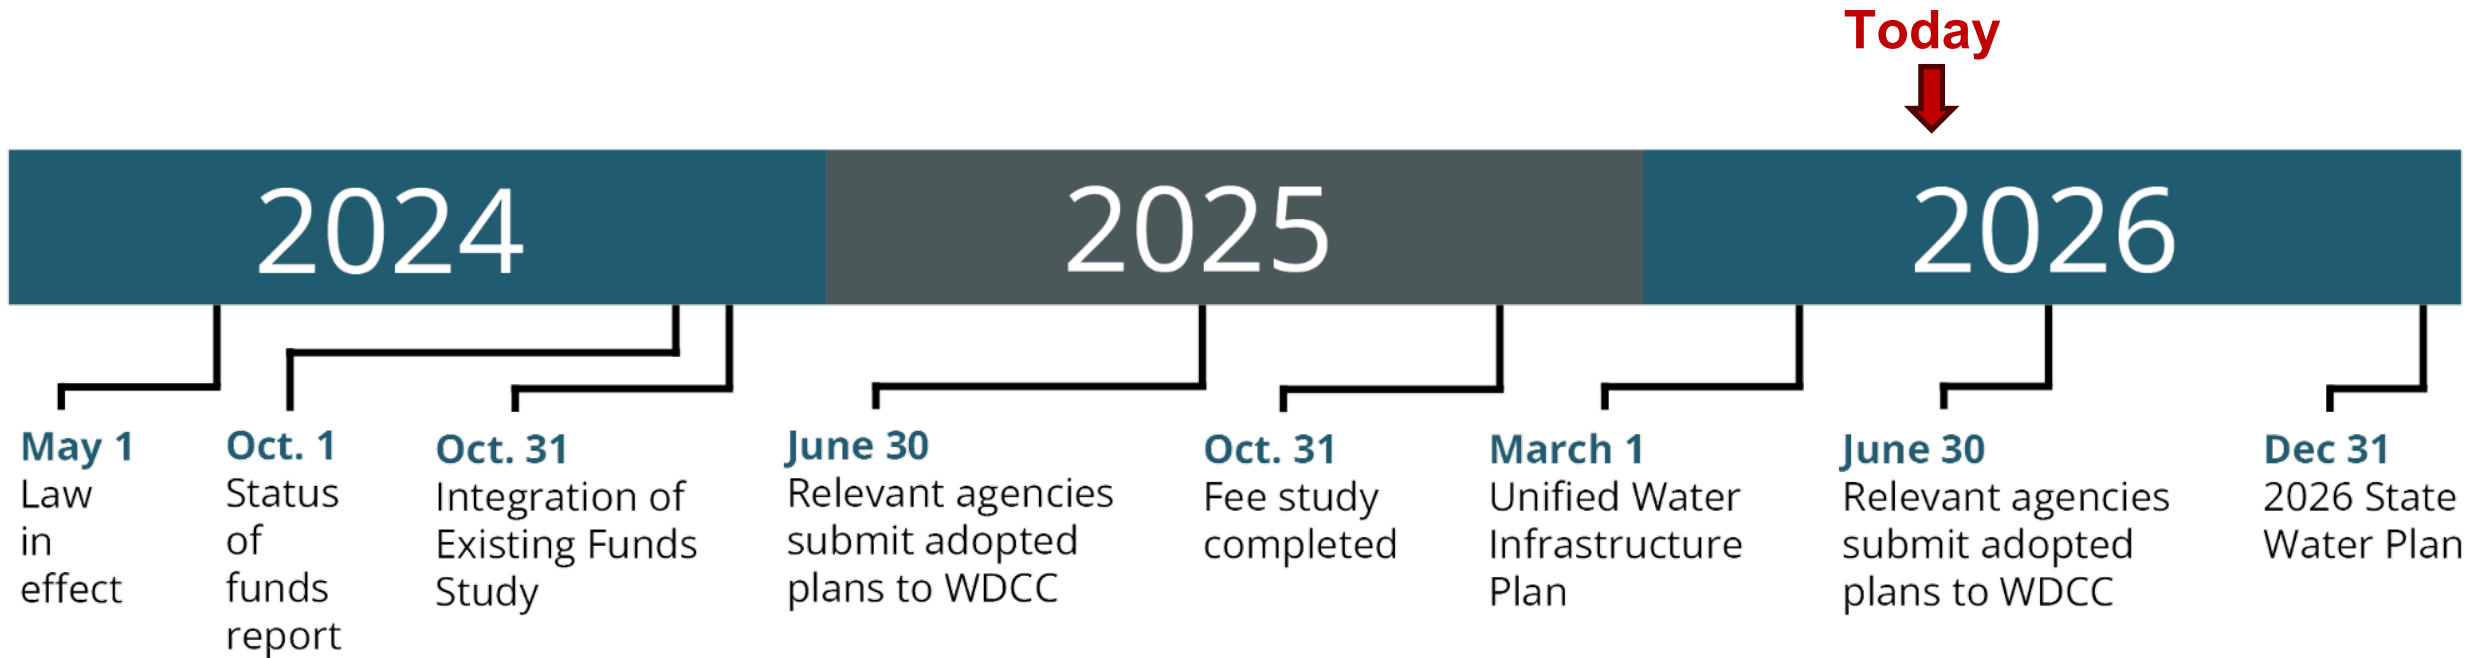 Today
2024
2025
2026
May 1
Law
in
effect
Oct. 1
Status
of
funds
report
Oct. 31
Integration of
Existing Funds
Study
June 30
Relevant agencies
submit adopted
plans to WDCC
Oct. 31
Fee study
completed
March 1
Unified Water
Infrastructure
Plan
June 30
Relevant agencies
submit adopted
plans to WDCC
Dec 31
2026 State
Water Plan